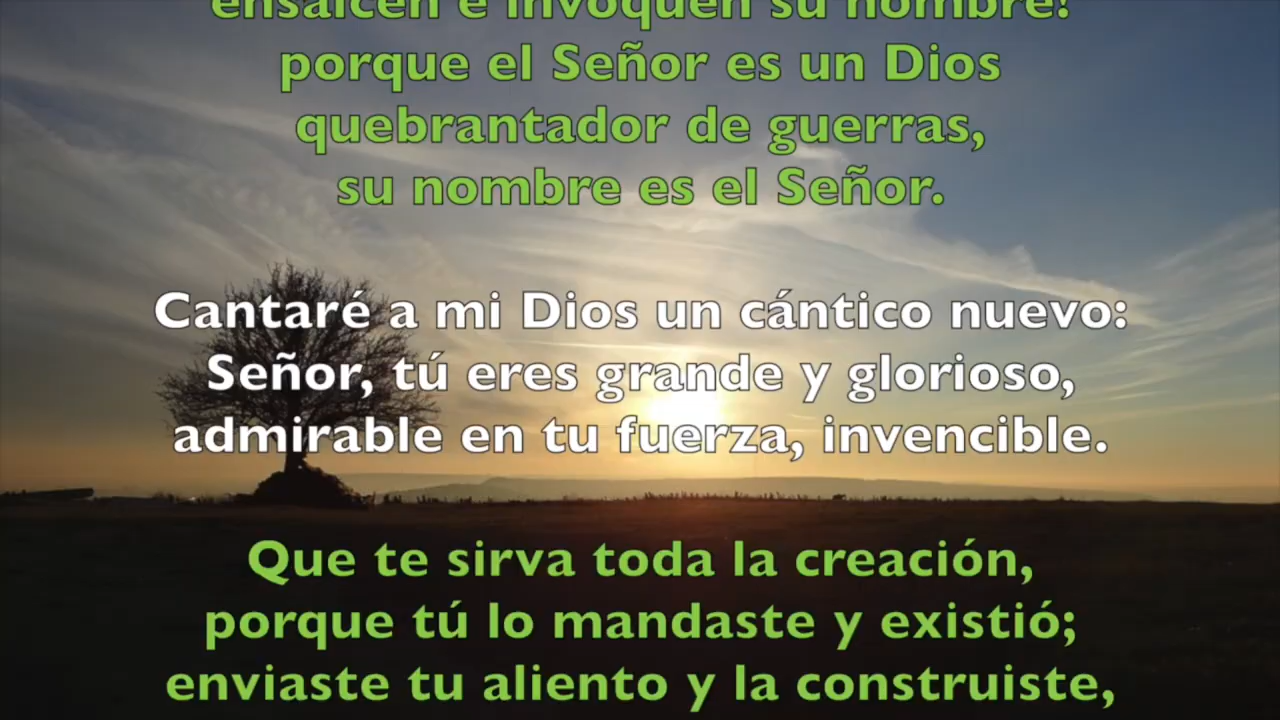 ensalcen e invoquen su nombre!
porque el Señor es un Dios
quebrantador de guerras,
su nombre es el Señor.
Cantaré a mi Dios un cántico nuevo:
Señor, tú eres grande y glorioso,
admirable en tu fuerza, invencible.
Que te sirva toda la creación,
porque tú lo mandaste y existió;
enviaste tu aliento y la construiste,